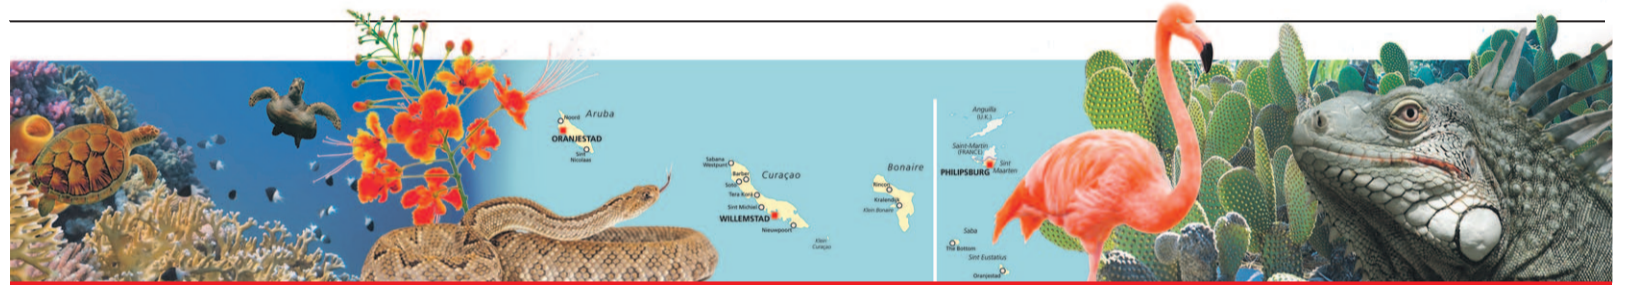 Noord
Aruba
ORANJESTAD
Sint
Nicolaas
Sabana
Westpunt
Barber
Soto
Curaçao
Tera Korá
Sint Michiel
WILLEMSTAD
Nieuwpoort
Klein
Curaçao
Bonaire
Rincon
Kralendijk
Klein Bonaire
Anguilla
(U.K.)
Saint-Martin
(FRANCE)
Sint
Maarten
PHILIPSBURG
Saba
The Bottom
Sint Eustatius
Oranjestad